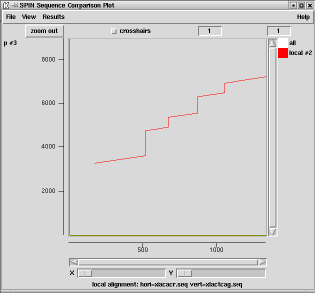 SPIN Sequence Comparison Plot
File View Results Help
zoom out crosshairs 1 1
p #3
all
local #2
8000
6000
4000
2000
500 1000
X Y
local alignment: hori=xlacacr.seq vert=xlactcag.seq